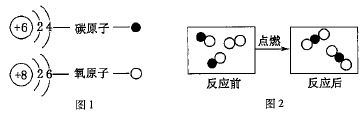 +6 2 4 碳原子
+8 2 6 氧原子
图1
点燃
反应前 反应后
图2